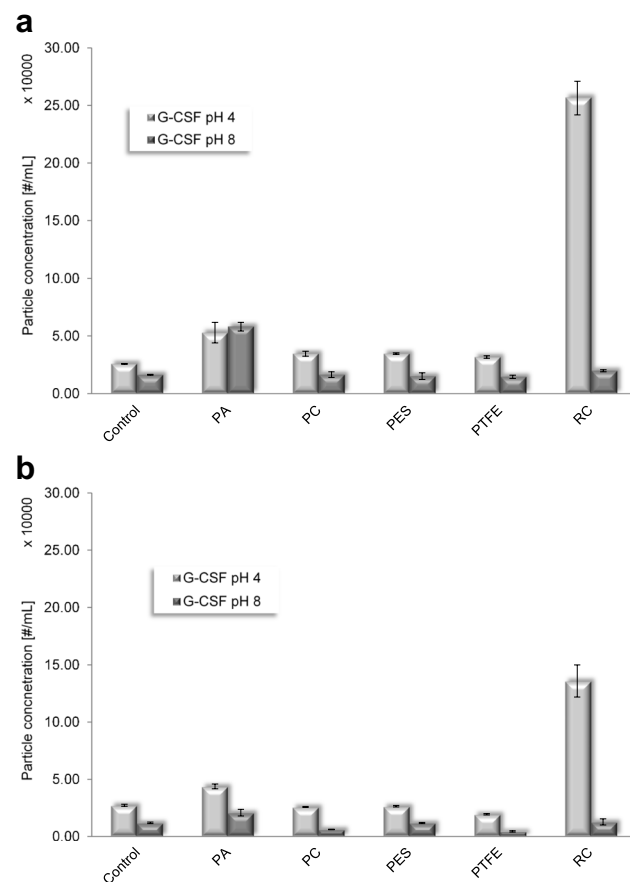 a
30.00
x 10000
25.00
20.00
15.00
10.00
5.00
0.00
Particle concentration [#/mL]
G-CSF pH 4
G-CSF pH 8
Control
PA
PC
PES
PTFE
RC
b
30.00
x 10000
25.00
20.00
15.00
10.00
5.00
0.00
Particle concnetration [#/mL]
G-CSF pH 4
G-CSF pH 8
Control
PA
PC
PES
PTFE
RC